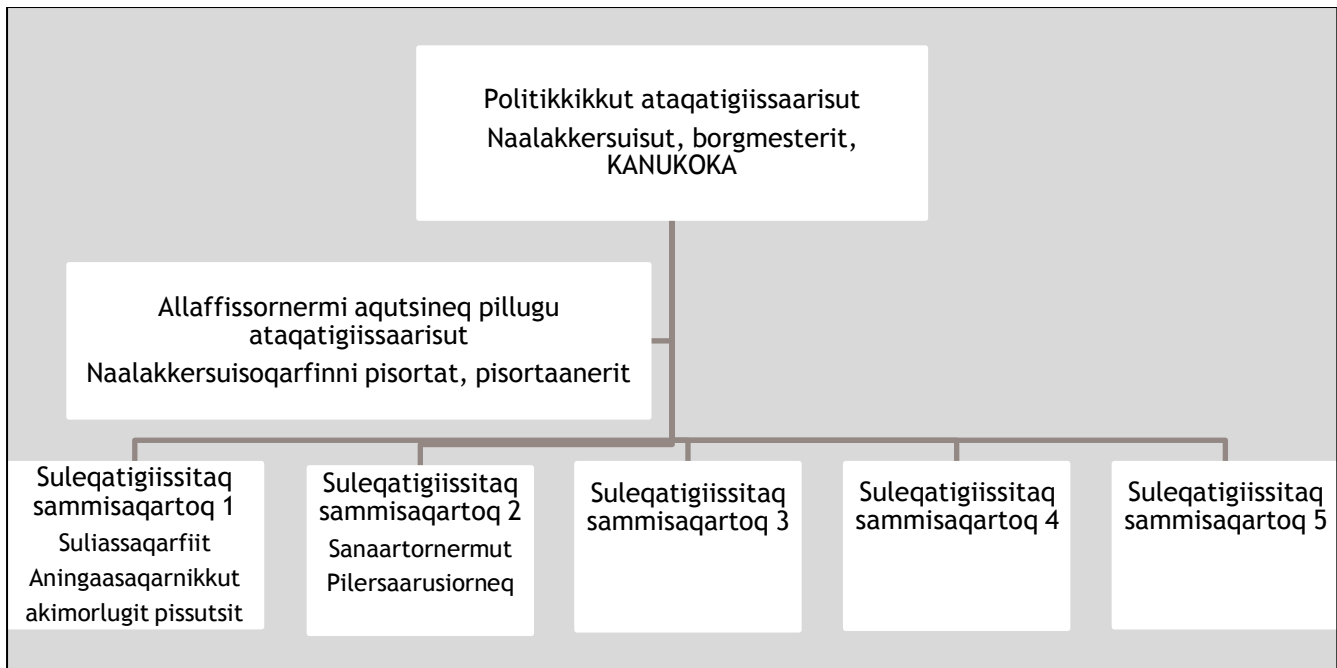 Politikkikkut ataqatigiissaarisut
Naalakkersuisut, borgmesterit,
KANUKOKA
Allaffissornermi aqutsineq pillugu
ataqatigiissaarisut
Naalakkersuisoqarfinni pisortat, pisortaanerit
Suleqatigiissitaq
sammisaqartoq 1
Suliassaqarfiit
Aningaasaqarnikkut
akimorlugit pissutsit
Suleqatigiissitaq
sammisaqartoq 2
Sanaartornermut
Pilersaarusiorneq
Suleqatigiissitaq
sammisaqartoq 3
Suleqatigiissitaq
sammisaqartoq 4
Suleqatigiissitaq
sammisaqartoq 5